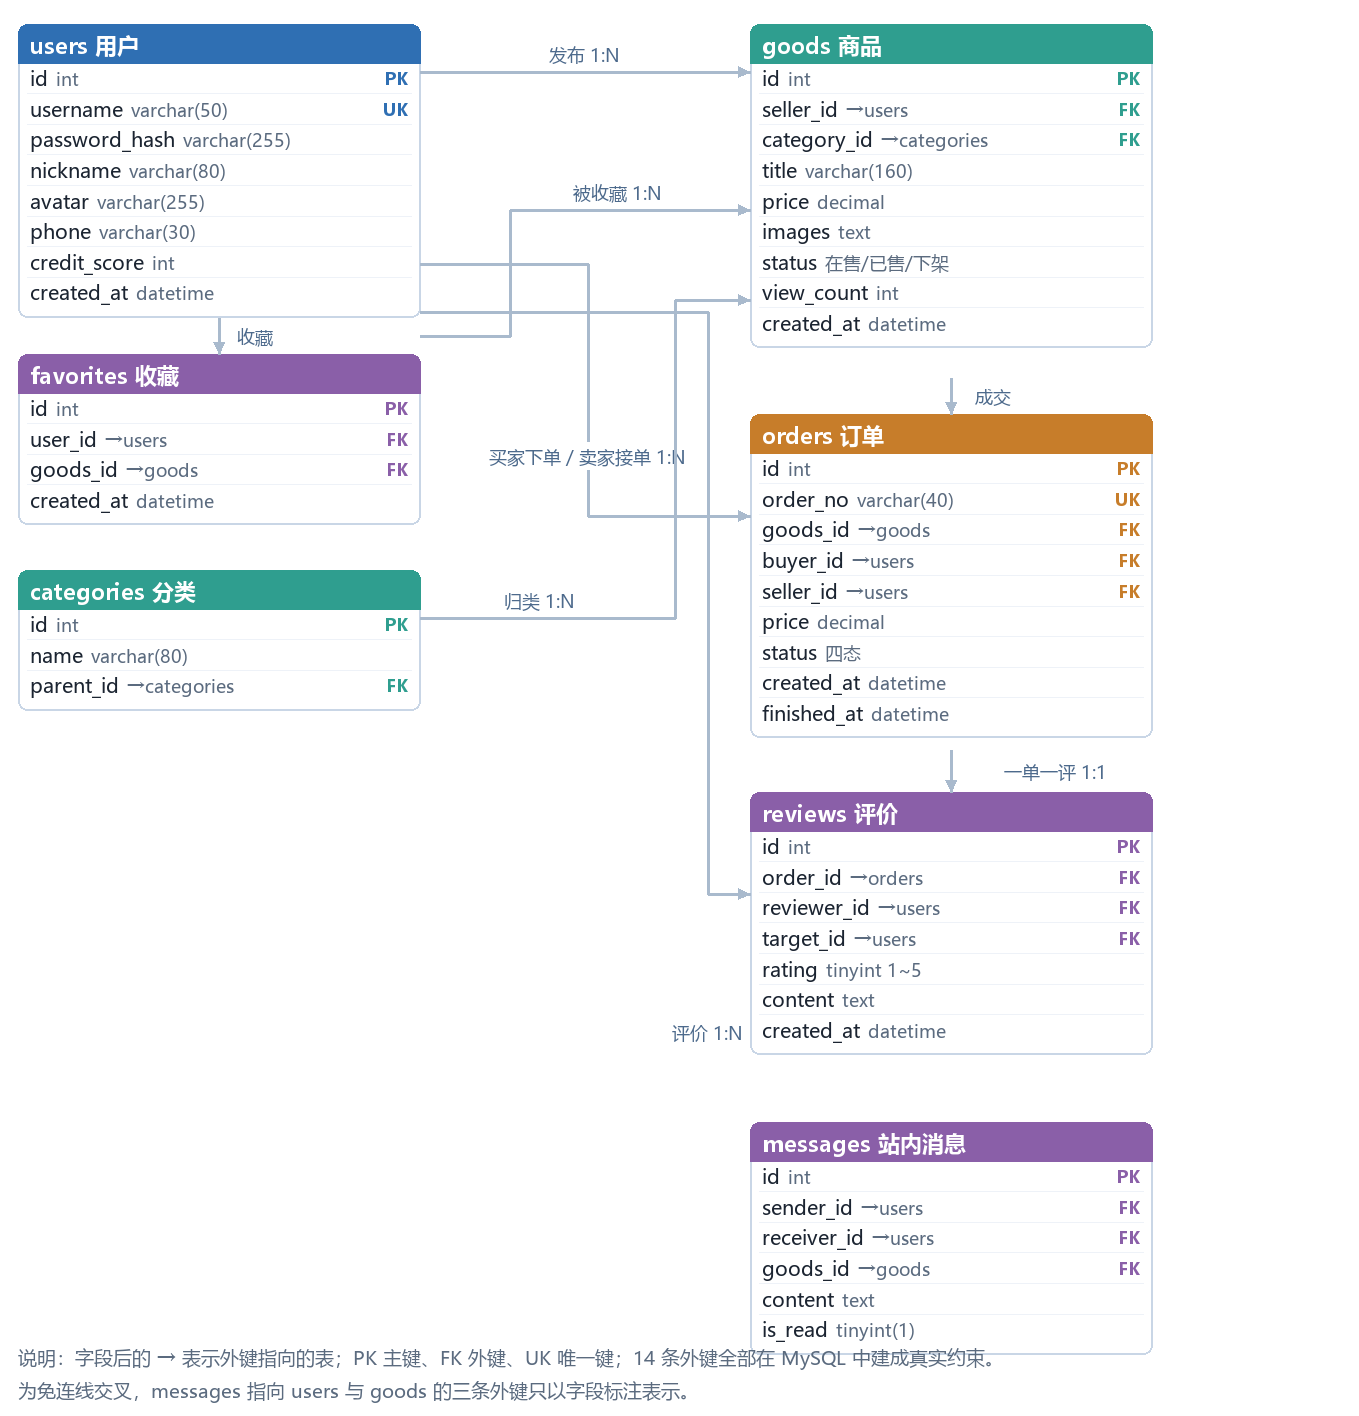 users 用户
id int PK
username varchar(50) UK
password_hash varchar(255)
nickname varchar(80)
avatar varchar(255)
phone varchar(30)
credit_score int
created_at datetime
发布 1:N
被收藏 1:N
goods 商品
id int PK
seller_id →users FK
category_id →categories FK
title varchar(160)
price decimal
images text
status 在售/已售/下架
view_count int
created_at datetime
收藏
favorites 收藏
id int PK
user_id →users FK
goods_id →goods FK
created_at datetime
买家下单 / 卖家接单 1:N
成交
orders 订单
id int PK
order_no varchar(40) UK
goods_id →goods FK
buyer_id →users FK
seller_id →users FK
price decimal
status 四态
created_at datetime
finished_at datetime
categories 分类
id int PK
name varchar(80)
parent_id →categories FK
归类 1:N
一单一评 1:1
reviews 评价
id int PK
order_id →orders FK
reviewer_id →users FK
target_id →users FK
rating tinyint 1~5
content text
created_at datetime
评价 1:N
messages 站内消息
id int PK
sender_id →users FK
receiver_id →users FK
goods_id →goods FK
content text
is_read tinyint(1)
说明：字段后的 → 表示外键指向的表；PK 主键、FK 外键、UK 唯一键；14 条外键全部在 MySQL 中建成真实约束。
为免连线交叉，messages 指向 users 与 goods 的三条外键只以字段标注表示。